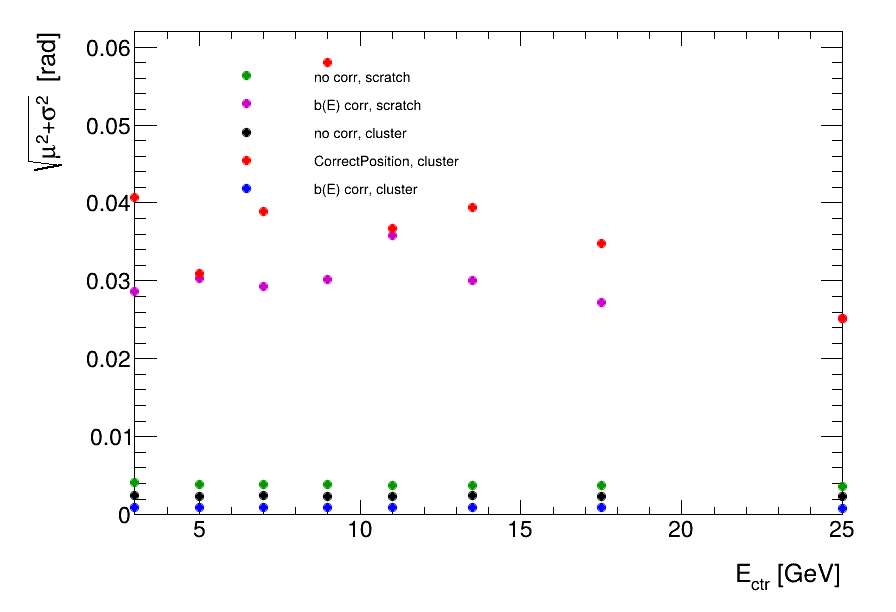 √μ²+σ² [rad]
0.06
0.05
0.04
0.03
0.02
0.01
0
no corr, scratch
b(E) corr, scratch
no corr, cluster
CorrectPosition, cluster
b(E) corr, cluster
5 10 15 20 25
E_ctr [GeV]